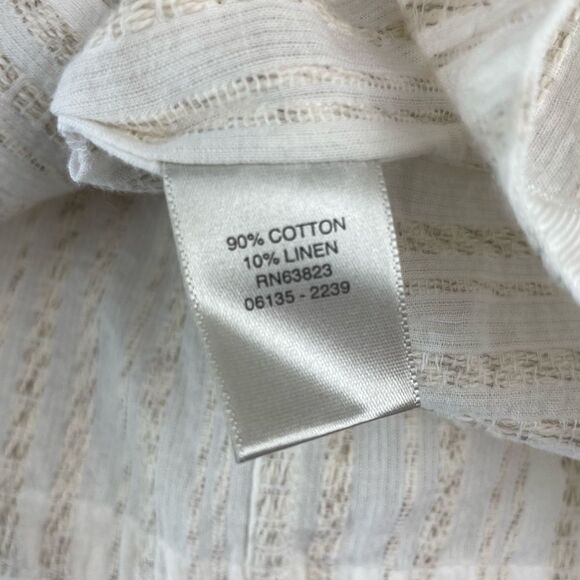 90% COTTON
10% LINEN
RN63823
06135 - 2239